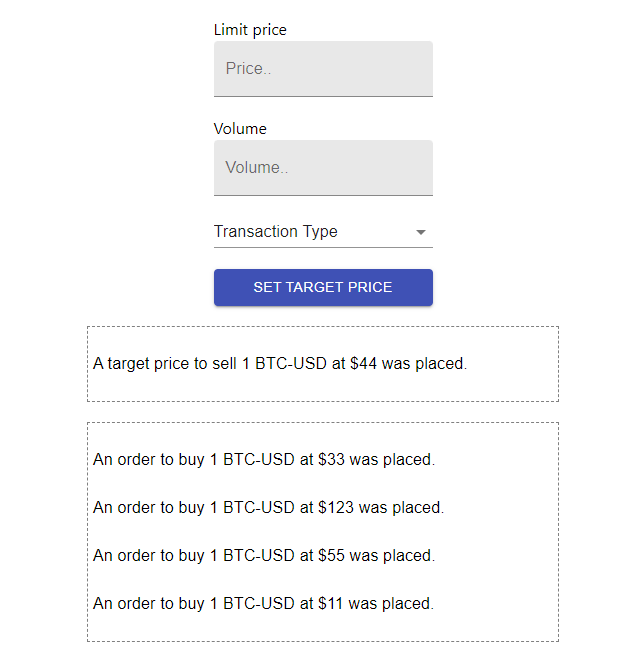 Limit price
Price..
Volume
Volume..
Transaction Type
SET TARGET PRICE
A target price to sell 1 BTC-USD at $44 was placed.
An order to buy 1 BTC-USD at $33 was placed.
An order to buy 1 BTC-USD at $123 was placed.
An order to buy 1 BTC-USD at $55 was placed.
An order to buy 1 BTC-USD at $11 was placed.